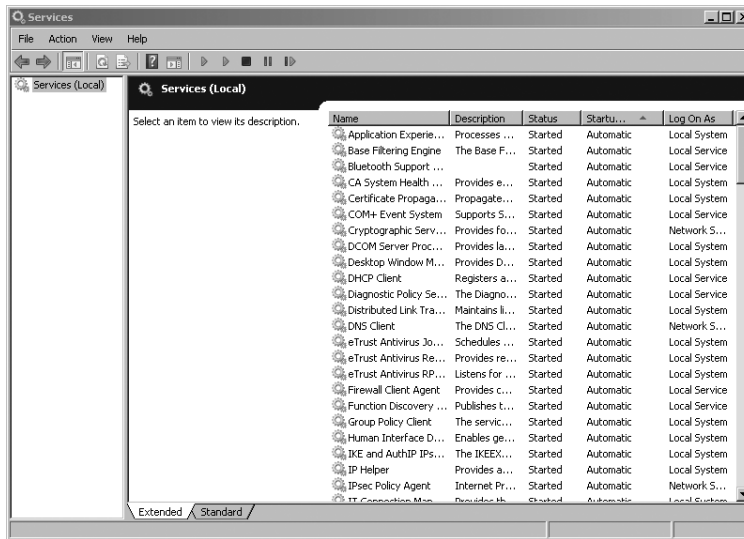 Services
File Action View Help
Services (Local)
Services (Local)
Select an item to view its description.
Name Description Status Startu... Log On As
Application Experie... Processes ... Started Automatic Local System
Base Filtering Engine The Base F... Started Automatic Local Service
Bluetooth Support ... Started Automatic Local Service
CA System Health ... Provides e... Started Automatic Local System
Certificate Propaga... Propagate... Started Automatic Local System
COM+ Event System Supports S... Started Automatic Local Service
Cryptographic Serv... Provides fo... Started Automatic Network S...
DCOM Server Proc... Provides la... Started Automatic Local System
Desktop Window M... Provides D... Started Automatic Local System
DHCP Client Registers a... Started Automatic Local Service
Diagnostic Policy Se... The Diagno... Started Automatic Local Service
Distributed Link Tra... Maintains li... Started Automatic Local System
DNS Client The DNS Cl... Started Automatic Network S...
eTrust Antivirus Jo... Schedules ... Started Automatic Local System
eTrust Antivirus Re... Provides re... Started Automatic Local System
eTrust Antivirus RP... Listens for ... Started Automatic Local System
Firewall Client Agent Provides c... Started Automatic Local Service
Function Discovery ... Publishes t... Started Automatic Local Service
Group Policy Client The servic... Started Automatic Local System
Human Interface D... Enables ge... Started Automatic Local System
IKE and AuthIP IPs... The IKEEX... Started Automatic Local System
IP Helper Provides a... Started Automatic Local System
IPsec Policy Agent Internet Pr... Started Automatic Network S...
IT Connection Man... Provides th... Started Automatic Local System
Extended Standard